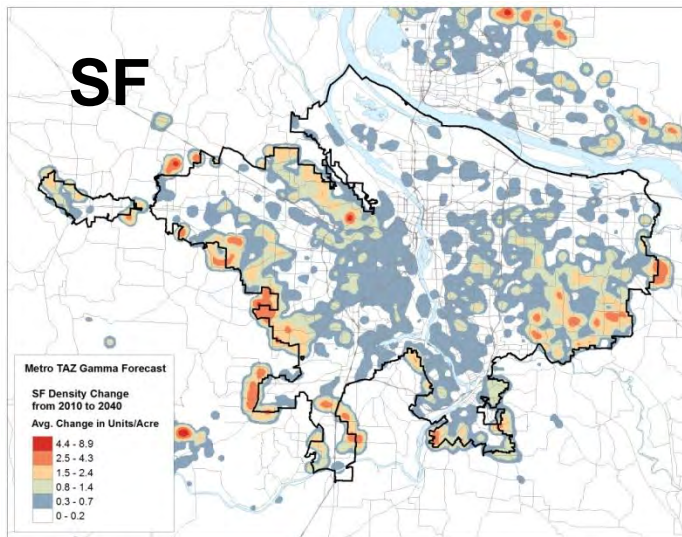 SF
Metro TAZ Gamma Forecast
SF Density Change
from 2010 to 2040
Avg. Change in Units/Acre
4.4 - 8.9
2.5 - 4.3
1.5 - 2.4
0.8 - 1.4
0.3 - 0.7
0 - 0.2